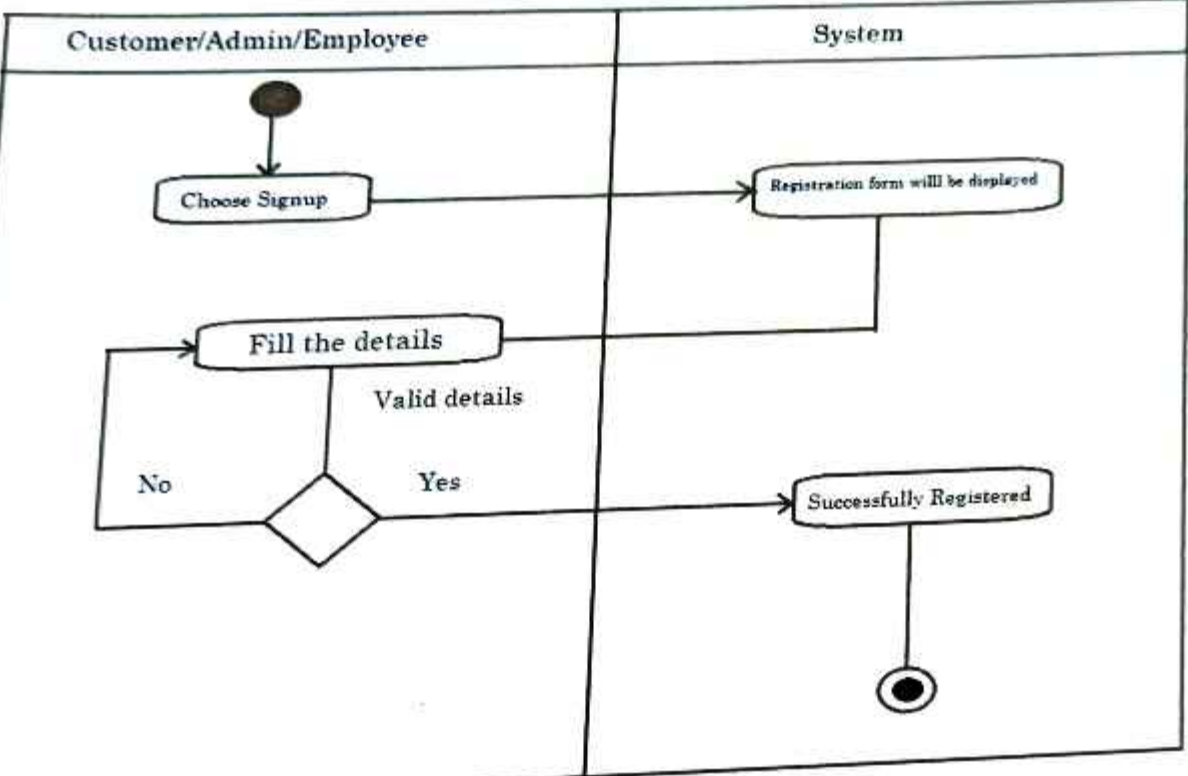 Customer/Admin/Employee
System
Choose Signup
Registration form willl be displayed
Fill the details
Valid details
No
Yes
Successfully Registered